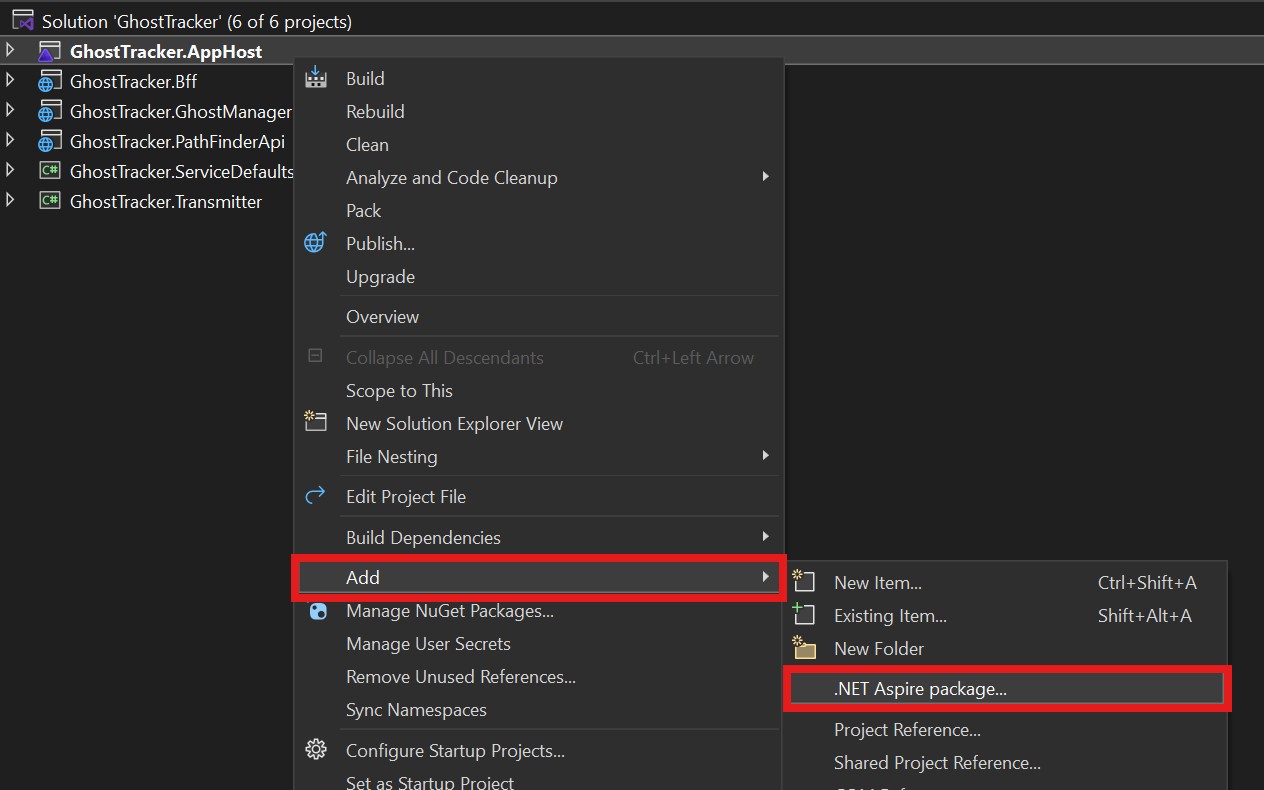 Solution 'GhostTracker' (6 of 6 projects)
GhostTracker.AppHost
GhostTracker.Bff
GhostTracker.GhostManager
GhostTracker.PathFinderApi
C# GhostTracker.ServiceDefaults
C# GhostTracker.Transmitter
Build
Rebuild
Clean
Analyze and Code Cleanup
Pack
Publish...
Upgrade
Overview
Collapse All Descendants Ctrl+Left Arrow
Scope to This
New Solution Explorer View
File Nesting
Edit Project File
Build Dependencies
Add
Manage NuGet Packages...
Manage User Secrets
Remove Unused References...
Sync Namespaces
Configure Startup Projects...
Set as Startup Project
New Item... Ctrl+Shift+A
Existing Item... Shift+Alt+A
New Folder
.NET Aspire package...
Project Reference...
Shared Project Reference...